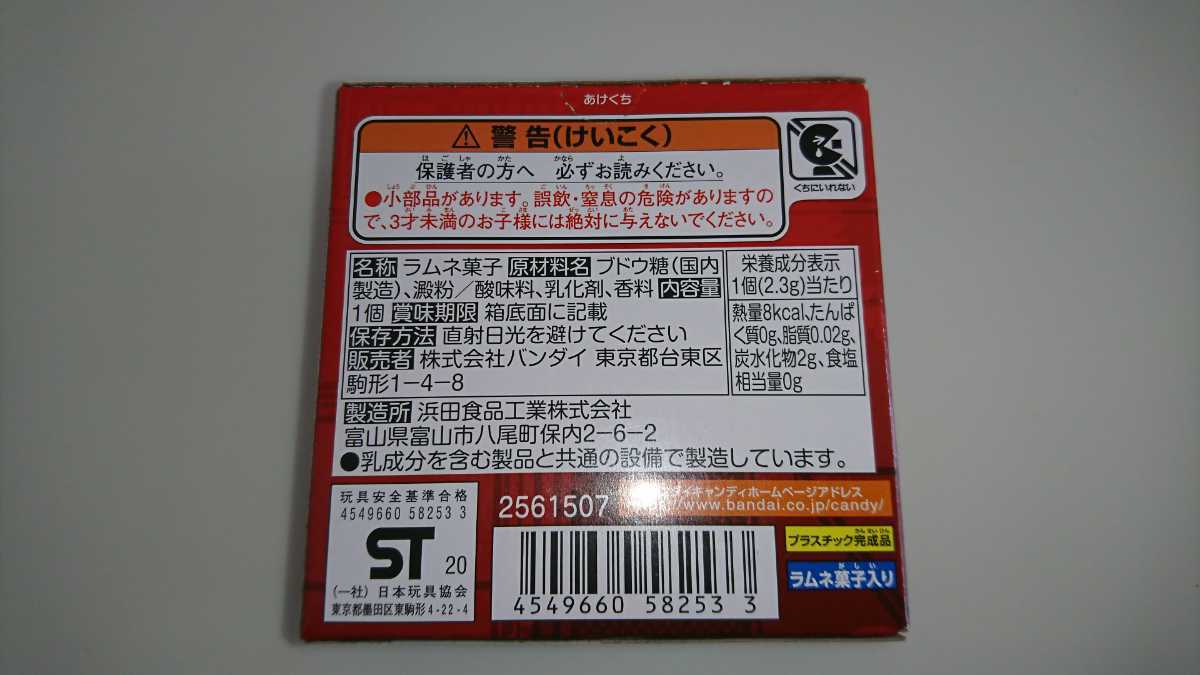 あけくち
⚠ 警告(けいこく)
保護者の方へ 必ずお読みください。
●小部品があります。誤飲・窒息の危険がありますの
で、3才未満のお子様には絶対に与えないでください。
くちにいれない
名称 ラムネ菓子 原材料名 ブドウ糖(国内
製造)、澱粉/酸味料、乳化剤、香料 内容量
1個 賞味期限 箱底面に記載
保存方法 直射日光を避けてください
販売者 株式会社バンダイ 東京都台東区
駒形1-4-8
栄養成分表示
1個(2.3g)当たり
熱量8kcal、たんぱ
く質0g、脂質0.02g、
炭水化物2g、食塩
相当量0g
製造所 浜田食品工業株式会社
富山県富山市八尾町保内2-6-2
●乳成分を含む製品と共通の設備で製造しています。
玩具安全基準合格
4549660 58253 3
ST 20
(一社)日本玩具協会
東京都墨田区東駒形4-22-4
2561507
ダイキャンディホームページアドレス
//www.bandai.co.jp/candy/
4549660 58253 3
プラスチック完成品
ラムネ菓子入り